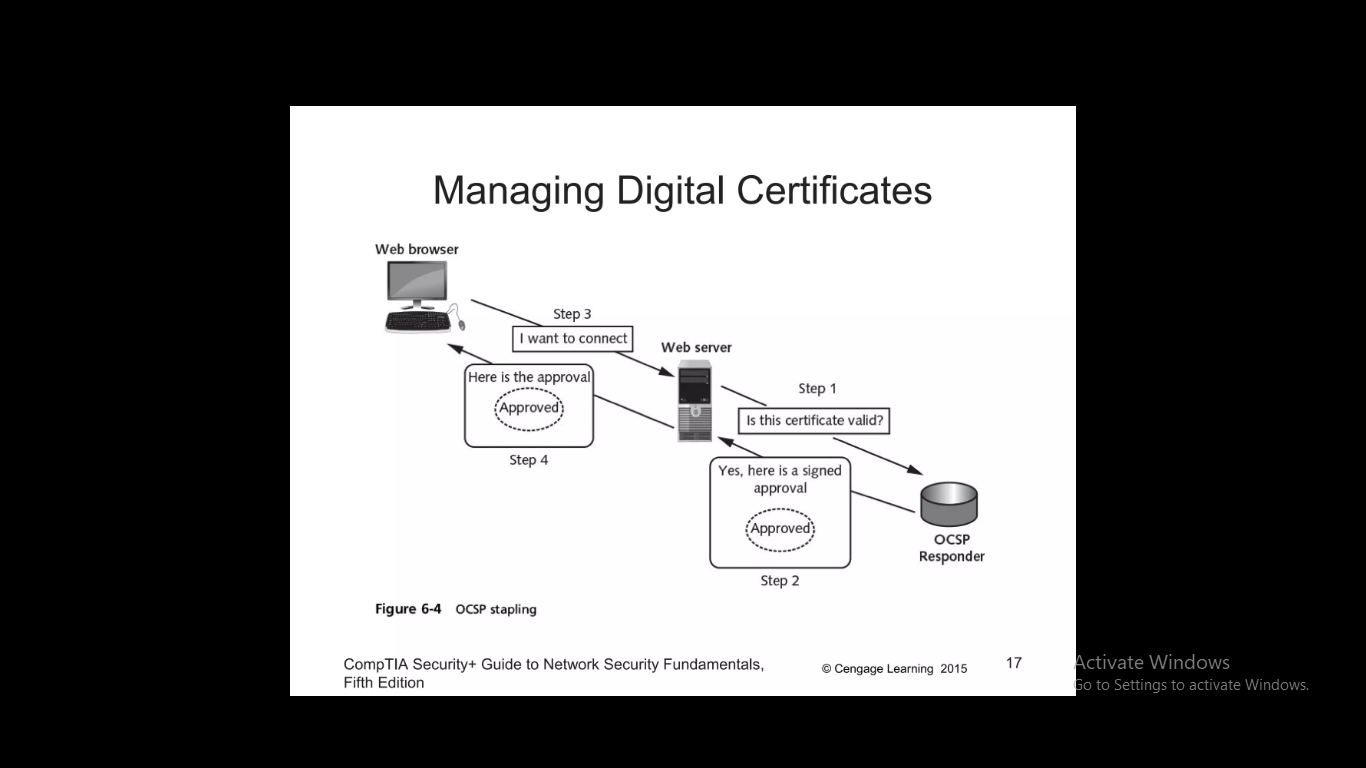 Managing Digital Certificates
Web browser
Step 3
I want to connect
Web server
Here is the approval
Approved
Step 4
Step 1
Is this certificate valid?
Yes, here is a signed
approval
Approved
Step 2
OCSP
Responder
Figure 6-4 OCSP stapling
CompTIA Security+ Guide to Network Security Fundamentals,
Fifth Edition
© Cengage Learning 2015
17
Activate Windows
Go to Settings to activate Windows.